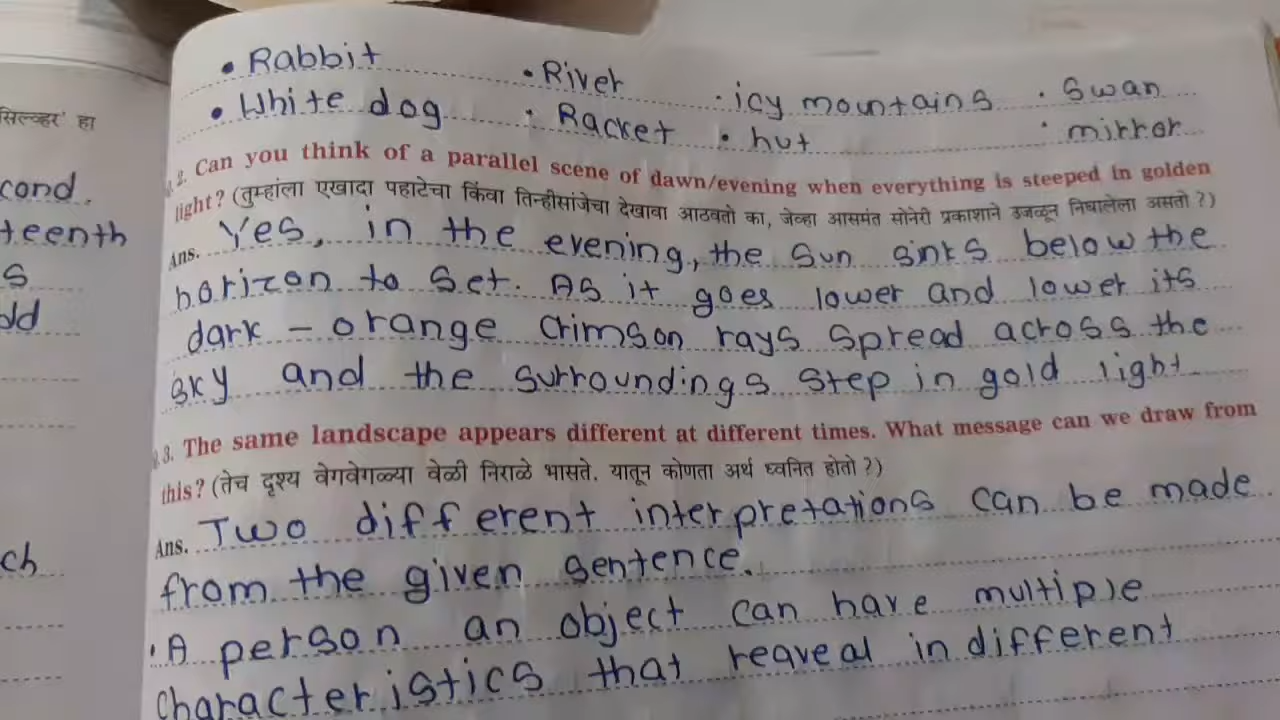 सिल्व्हर' हा
cond.
teenth
s
dd
ch
• Rabbit • River • icy mountains • Swan
• White dog • Racket • hut • mirror
2. Can you think of a parallel scene of dawn/evening when everything is steeped in golden
light? (तुम्हांला एखादा पहाटेचा किंवा तिन्हीसांजेचा देखावा आठवतो का, जेव्हा आसमंत सोनेरी प्रकाशाने उजळून निघालेला असतो?)
Ans. Yes, in the evening, the Sun sinks below the
horizon to set. As it goes lower and lower its
dark - orange crimson rays spread across the
sky and the surroundings step in gold light
3. The same landscape appears different at different times. What message can we draw from
this? (तेच दृश्य वेगवेगळ्या वेळी निराळे भासते. यातून कोणता अर्थ ध्वनित होतो?)
Ans. Two different interpretations can be made
from the given sentence.
• A person an object can have multiple
characteristics that reaveal in different